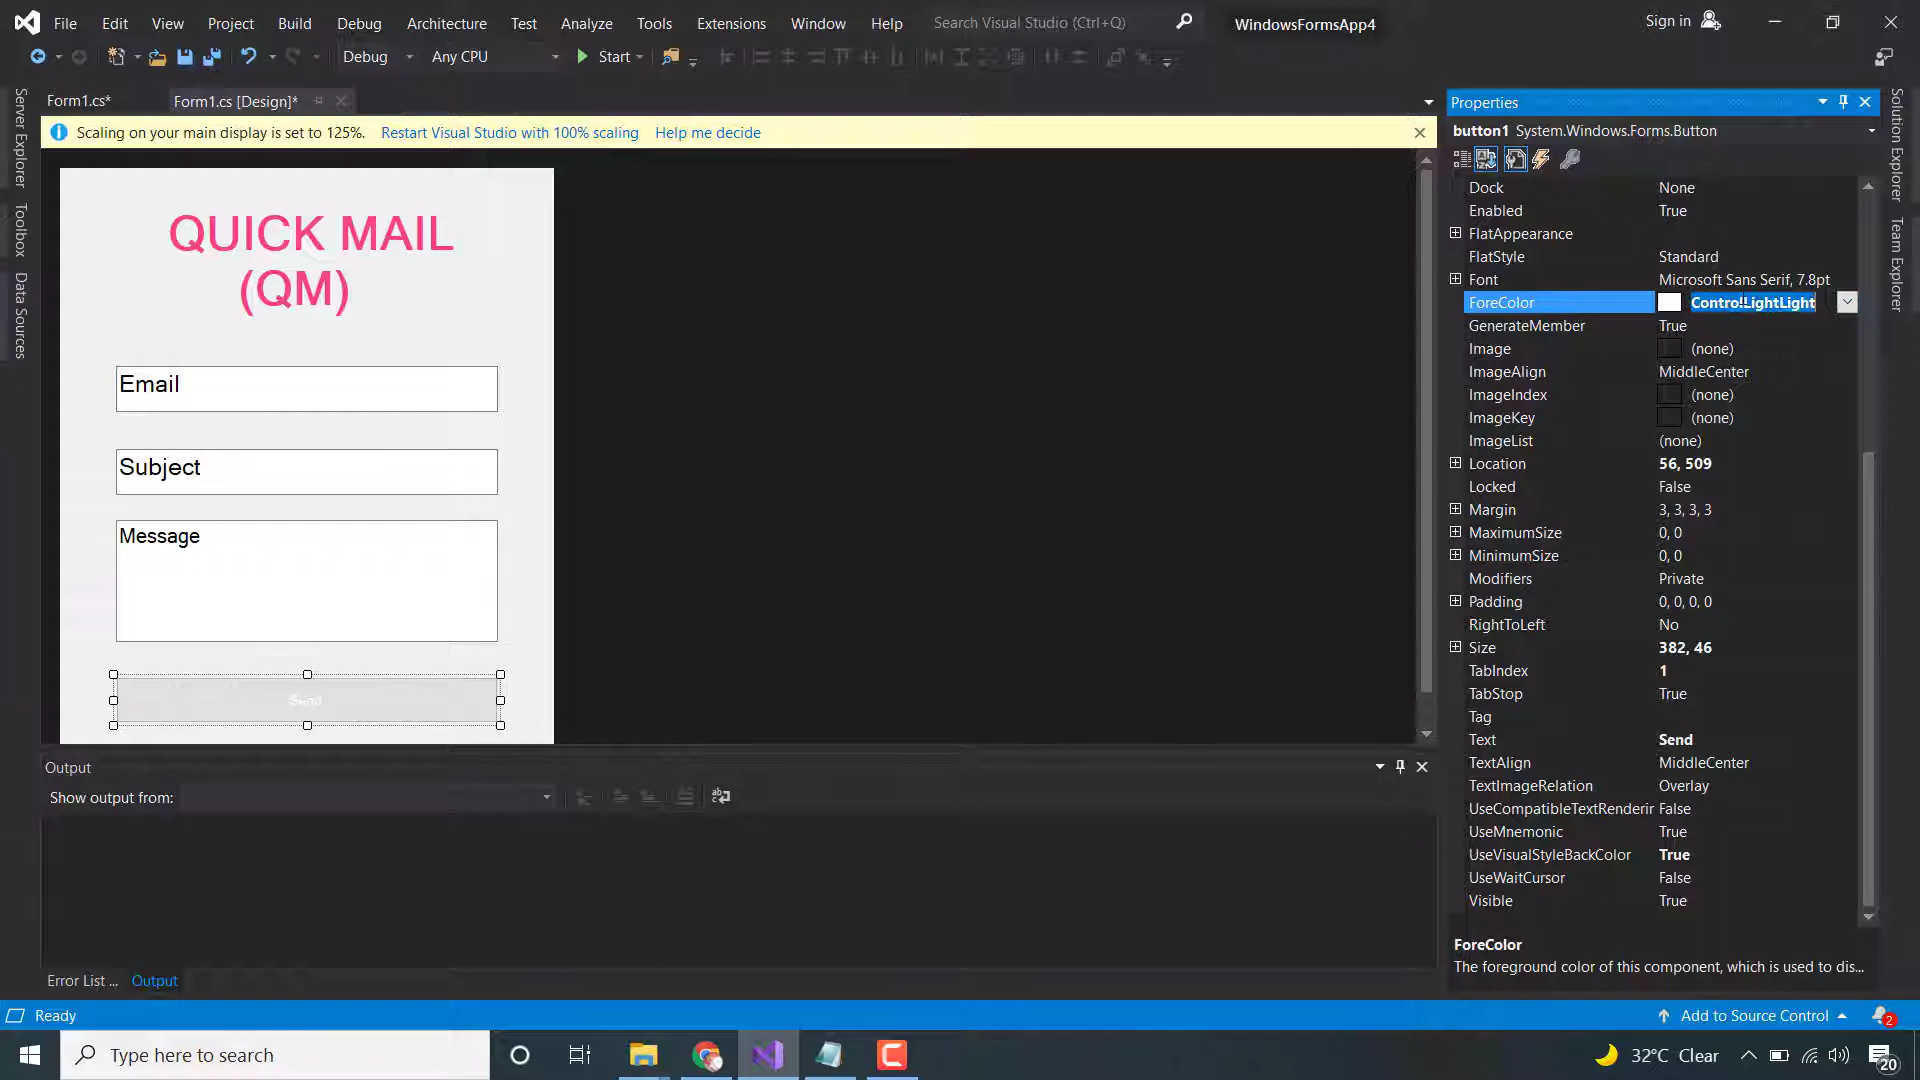 File Edit View Project Build Debug Architecture Test Analyze Tools Extensions Window Help Search Visual Studio (Ctrl+Q) WindowsFormsApp4 Sign in
Debug Any CPU Start
Form1.cs* Form1.cs [Design]*
Scaling on your main display is set to 125%. Restart Visual Studio with 100% scaling Help me decide
Server Explorer
Toolbox
Data Sources
QUICK MAIL
(QM)
Email
Subject
Message
Send
Output
Show output from:
Error List ... Output
Properties
button1 System.Windows.Forms.Button
Dock None
Enabled True
FlatAppearance
FlatStyle Standard
Font Microsoft Sans Serif, 7.8pt
ForeColor ControlLightLight
GenerateMember True
Image (none)
ImageAlign MiddleCenter
ImageIndex (none)
ImageKey (none)
ImageList (none)
Location 56, 509
Locked False
Margin 3, 3, 3, 3
MaximumSize 0, 0
MinimumSize 0, 0
Modifiers Private
Padding 0, 0, 0, 0
RightToLeft No
Size 382, 46
TabIndex 1
TabStop True
Tag
Text Send
TextAlign MiddleCenter
TextImageRelation Overlay
UseCompatibleTextRenderin False
UseMnemonic True
UseVisualStyleBackColor True
UseWaitCursor False
Visible True
ForeColor
The foreground color of this component, which is used to dis...
Solution Explorer
Team Explorer
Ready Add to Source Control 2
Type here to search 32°C Clear 20